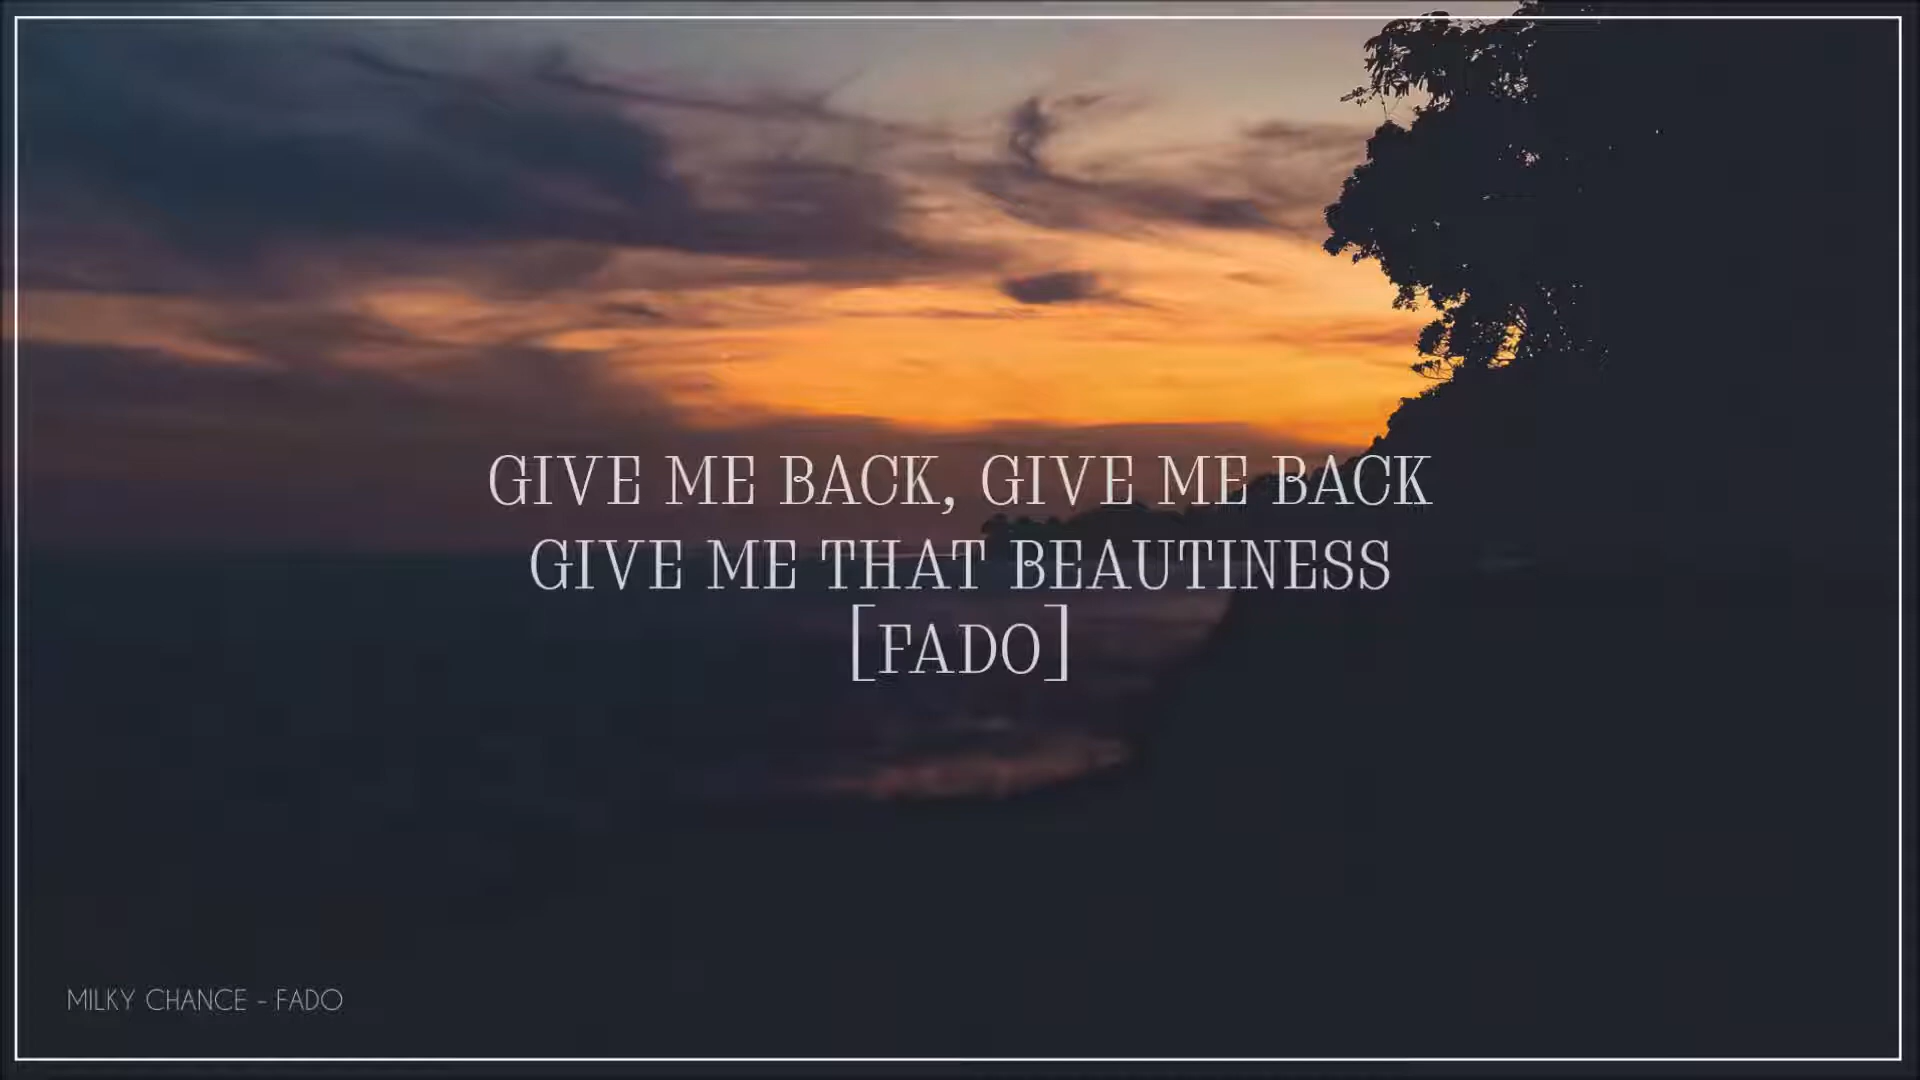 GIVE ME BACK, GIVE ME BACK
GIVE ME THAT BEAUTINESS
[FADO]
MILKY CHANCE - FADO